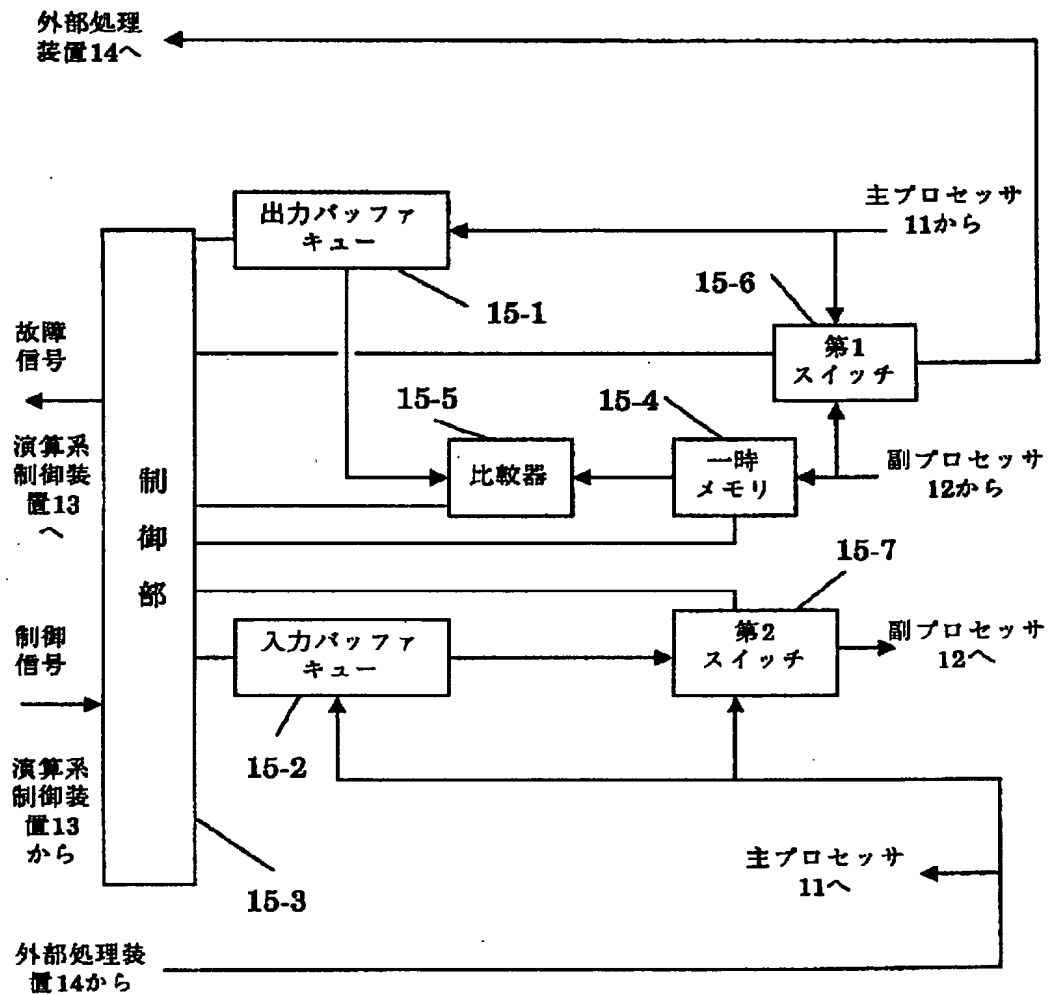 外部処理
装置14へ
出力バッファ
キュー
主プロセッサ
11から
15-6
15-1
故障
信号
第1
スイッチ
15-5
15-4
演算系
制御装
置13
へ
制
御
部
比較器
一時
メモリ
副プロセッサ
12から
15-7
制御
信号
入力バッファ
キュー
第2
スイッチ
副プロセッサ
12へ
15-2
演算系
制御装
置13
から
主プロセッサ
11へ
15-3
外部処理装
置14から